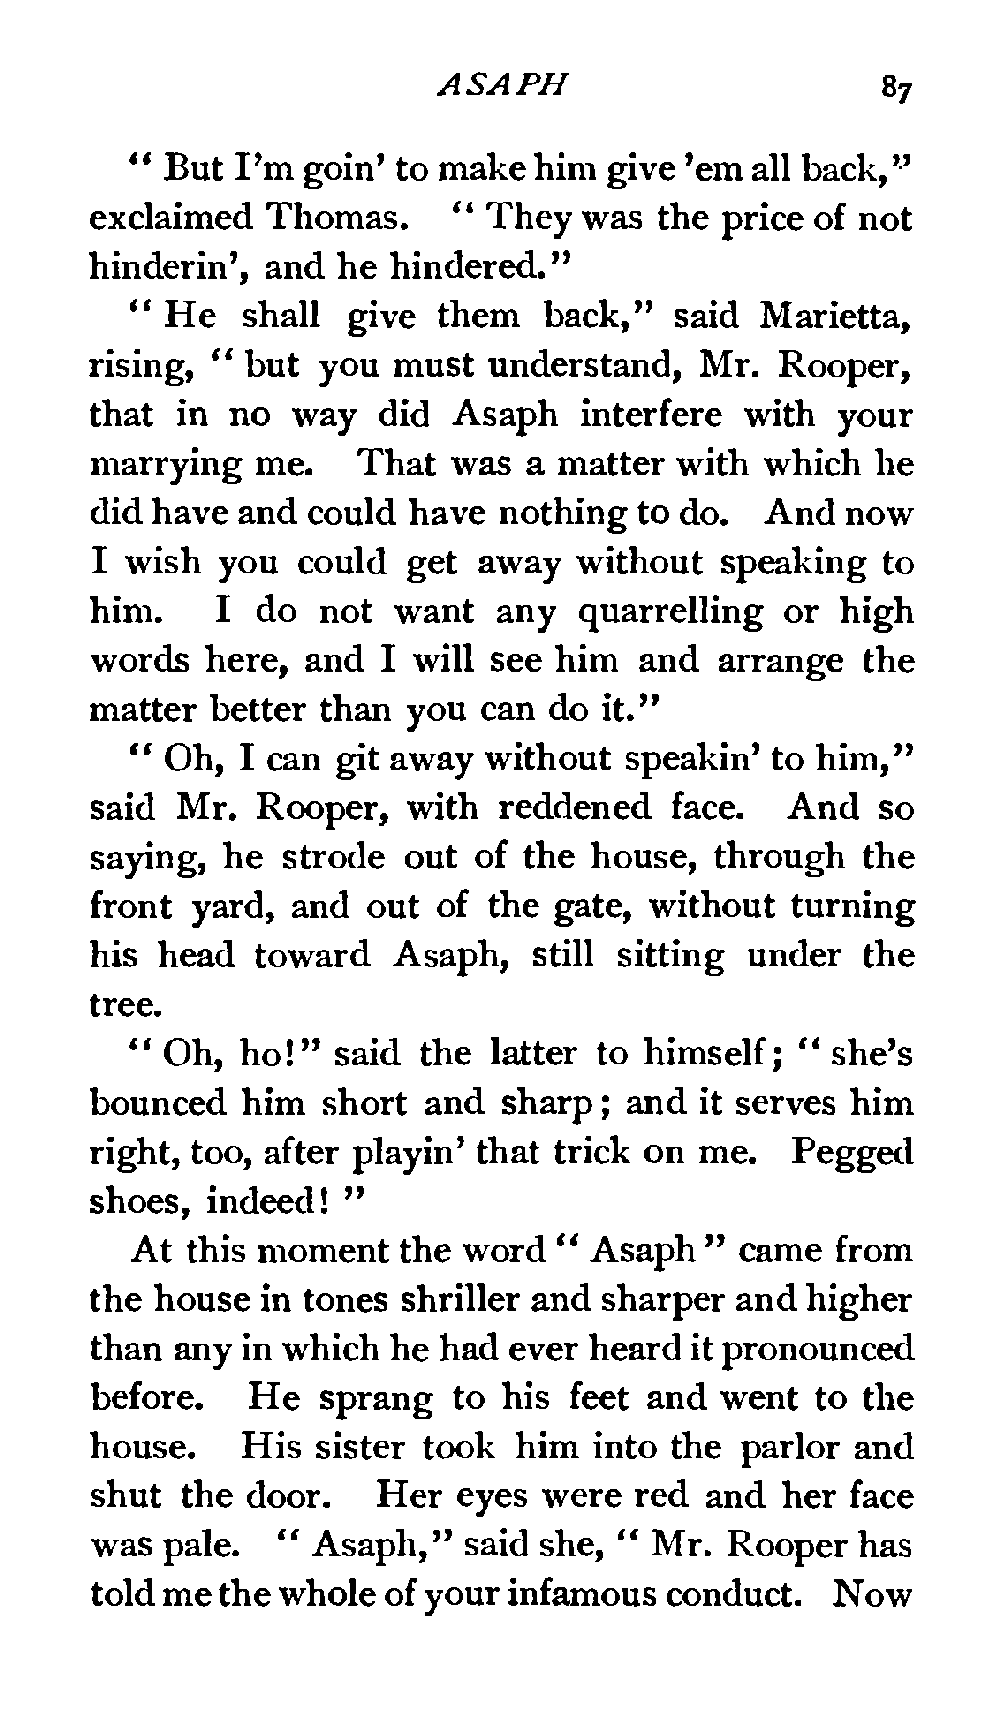 ASAPH 87
" But I'm goin' to make him give 'em all back,"
exclaimed Thomas. " They was the price of not
hinderin', and he hindered."
" He shall give them back," said Marietta,
rising, " but you must understand, Mr. Rooper,
that in no way did Asaph interfere with your
marrying me. That was a matter with which he
did have and could have nothing to do. And now
I wish you could get away without speaking to
him. I do not want any quarrelling or high
words here, and I will see him and arrange the
matter better than you can do it."
" Oh, I can git away without speakin' to him,"
said Mr. Rooper, with reddened face. And so
saying, he strode out of the house, through the
front yard, and out of the gate, without turning
his head toward Asaph, still sitting under the
tree.
" Oh, ho!" said the latter to himself; " she's
bounced him short and sharp; and it serves him
right, too, after playin' that trick on me. Pegged
shoes, indeed! "
At this moment the word " Asaph " came from
the house in tones shriller and sharper and higher
than any in which he had ever heard it pronounced
before. He sprang to his feet and went to the
house. His sister took him into the parlor and
shut the door. Her eyes were red and her face
was pale. " Asaph," said she, " Mr. Rooper has
told me the whole of your infamous conduct. Now